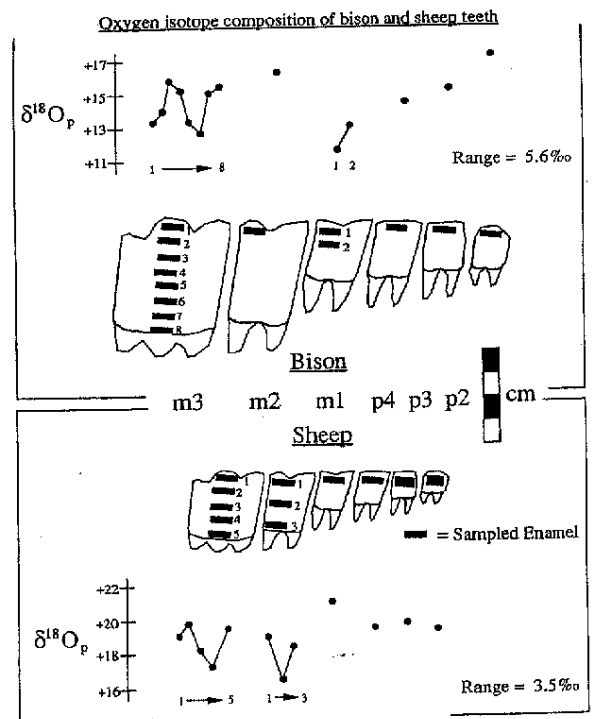 Oxygen isotope composition of bison and sheep teeth
+17
+15
+13
+11
δ¹⁸Oₚ
1 → 8
1 2
Range = 5.6‰
1
2
3
4
5
6
7
8
1
2
Bison
m3 m2 m1 p4 p3 p2 cm
Sheep
1
2
3
4
5
1
2
3
= Sampled Enamel
+22
+20
+18
+16
δ¹⁸Oₚ
1 → 5
1 → 3
Range = 3.5‰